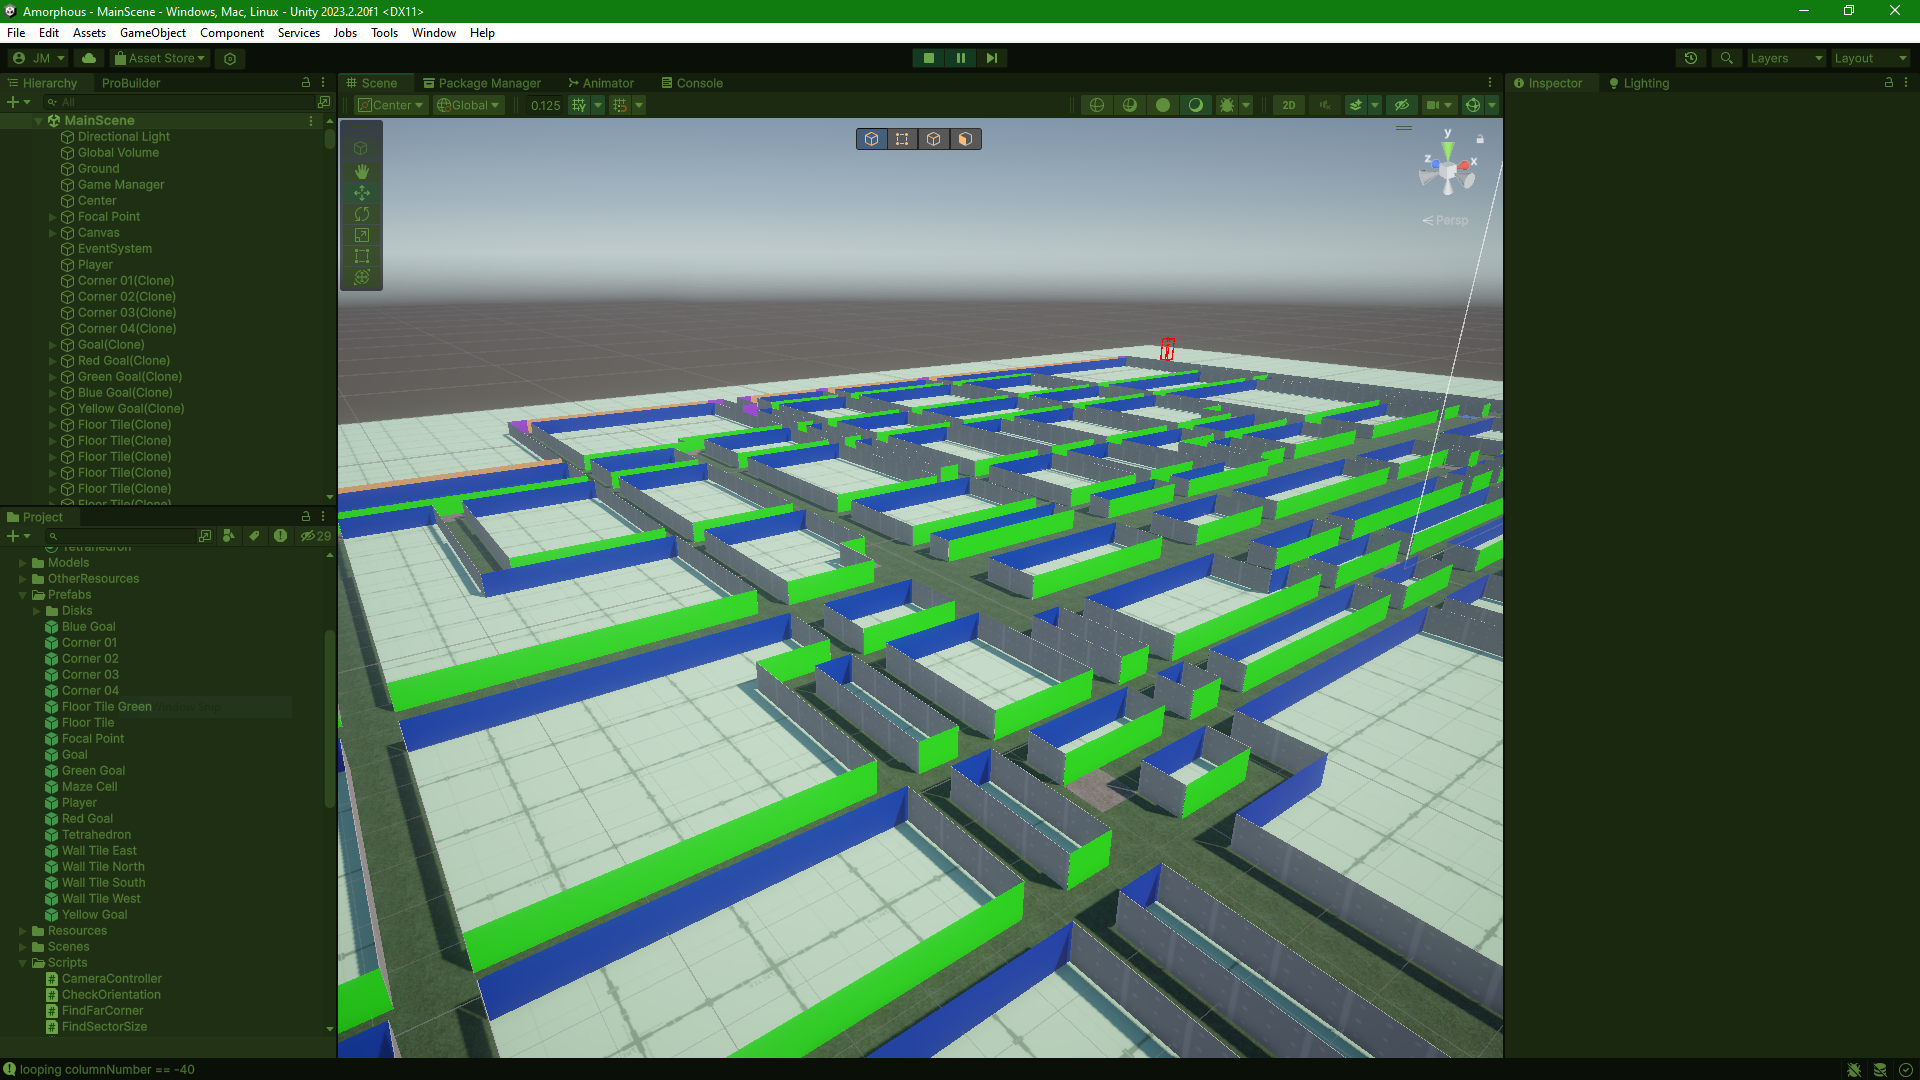 Amorphous - MainScene - Windows, Mac, Linux - Unity 2023.2.20f1 <DX11>
File Edit Assets GameObject Component Services Jobs Tools Window Help
JM Asset Store Layers Layout
Hierarchy ProBuilder Scene Package Manager Animator Console Inspector Lighting
All Center Global 0.125 2D
MainScene
Directional Light
Global Volume
Ground
Game Manager
Center
Focal Point
Canvas
EventSystem
Player
Corner 01(Clone)
Corner 02(Clone)
Corner 03(Clone)
Corner 04(Clone)
Goal(Clone)
Red Goal(Clone)
Green Goal(Clone)
Blue Goal(Clone)
Yellow Goal(Clone)
Floor Tile(Clone)
Floor Tile(Clone)
Floor Tile(Clone)
Floor Tile(Clone)
Floor Tile(Clone)
Floor Tile(Clone)
y
z x
Persp
Project
29
Tetrahedron
Models
OtherResources
Prefabs
Disks
Blue Goal
Corner 01
Corner 02
Corner 03
Corner 04
Floor Tile Green
Floor Tile
Focal Point
Goal
Green Goal
Maze Cell
Player
Red Goal
Tetrahedron
Wall Tile East
Wall Tile North
Wall Tile South
Wall Tile West
Yellow Goal
Resources
Scenes
Scripts
CameraController
CheckOrientation
FindFarCorner
FindSectorSize
looping columnNumber == -40